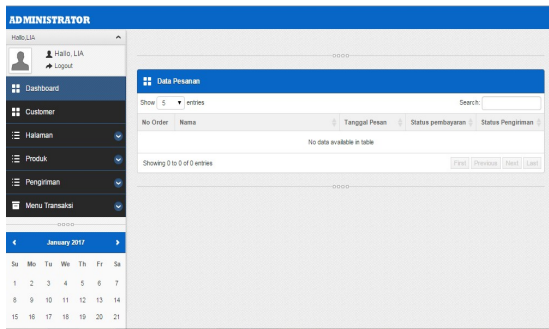 ADMINISTRATOR
Hallo,LIA
Hallo, LIA
Logout
Dashboard
Customer
Halaman
Produk
Pengiriman
Menu Transaksi
January 2017
Su Mo Tu We Th Fr Sa
1 2 3 4 5 6 7
8 9 10 11 12 13 14
15 16 17 18 19 20 21
Data Pesanan
Show 5 entries
Search:
No Order Nama Tanggal Pesan Status pembayaran Status Pengiriman
No data available in table
Showing 0 to 0 of 0 entries
First Previous Next Last